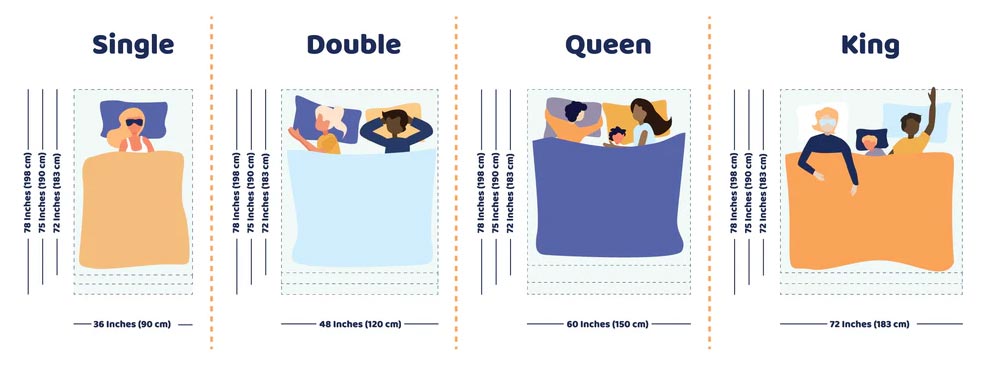 Single
78 Inches (198 cm)
75 Inches (190 cm)
72 Inches (183 cm)
36 Inches (90 cm)
Double
78 Inches (198 cm)
75 Inches (190 cm)
72 Inches (183 cm)
48 Inches (120 cm)
Queen
78 Inches (198 cm)
75 Inches (190 cm)
72 Inches (183 cm)
60 Inches (150 cm)
King
78 Inches (198 cm)
75 Inches (190 cm)
72 Inches (183 cm)
72 Inches (183 cm)